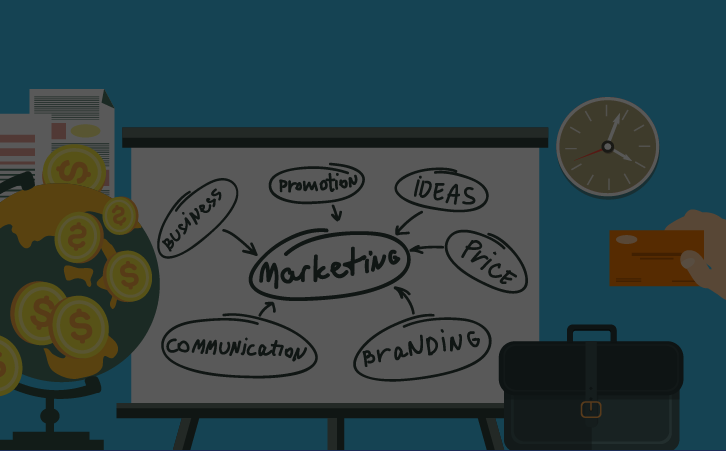 PROMOTION
IDEAS
BUSINESS
MARKETING
PRICE
COMMUNICATION
BRANDING